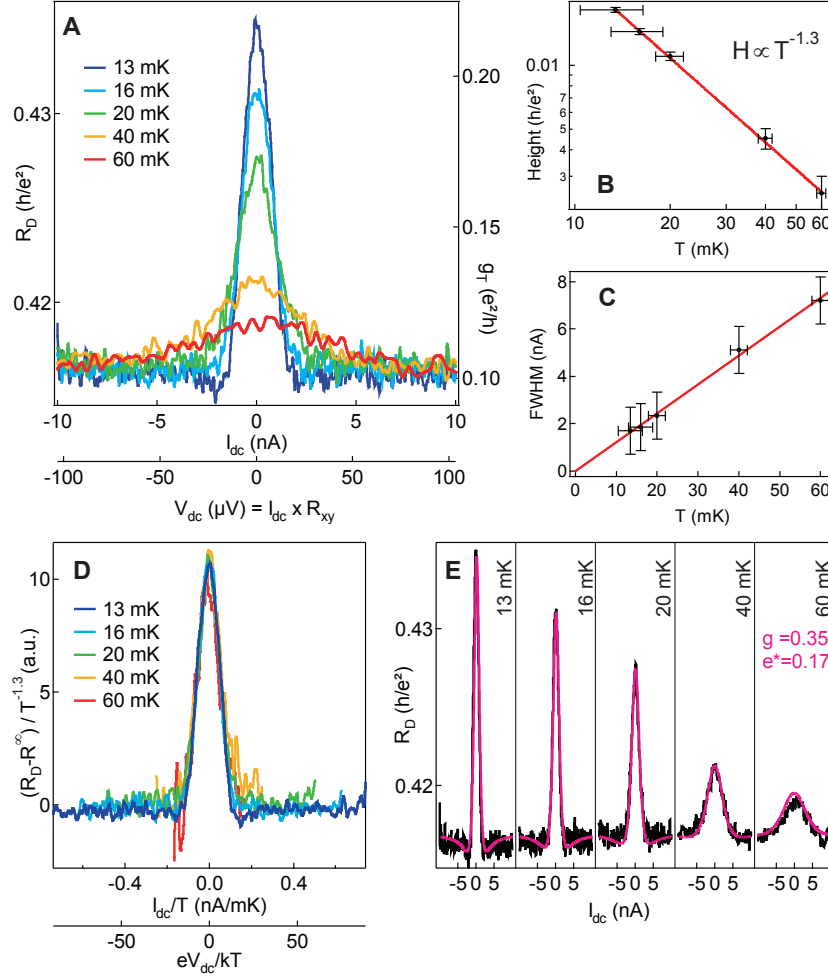 A
13 mK
16 mK
20 mK
40 mK
60 mK
0.43
0.42
R_D (h/e²)
0.20
0.15
0.10
g_T (e²/h)
-10 -5 0 5 10
I_dc (nA)
-100 -50 0 50 100
V_dc (µV) = I_dc x R_xy
B
H ∝ T^-1.3
0.01
7
6
5
4
3
Height (h/e²)
10 20 30 40 50 60
T (mK)
C
8
6
4
2
0
FWHM (nA)
0 10 20 30 40 50 60
T (mK)
D
13 mK
16 mK
20 mK
40 mK
60 mK
10
5
0
(R_D-R^∞) / T^-1.3 (a.u.)
-0.4 0.0 0.4
I_dc/T (nA/mK)
-50 0 50
eV_dc/kT
E
13 mK
16 mK
20 mK
40 mK
60 mK
g =0.35
e*=0.17
0.43
0.42
R_D (h/e²)
-5 0 5 -5 0 5 -5 0 5 -5 0 5 -5 0 5
I_dc (nA)